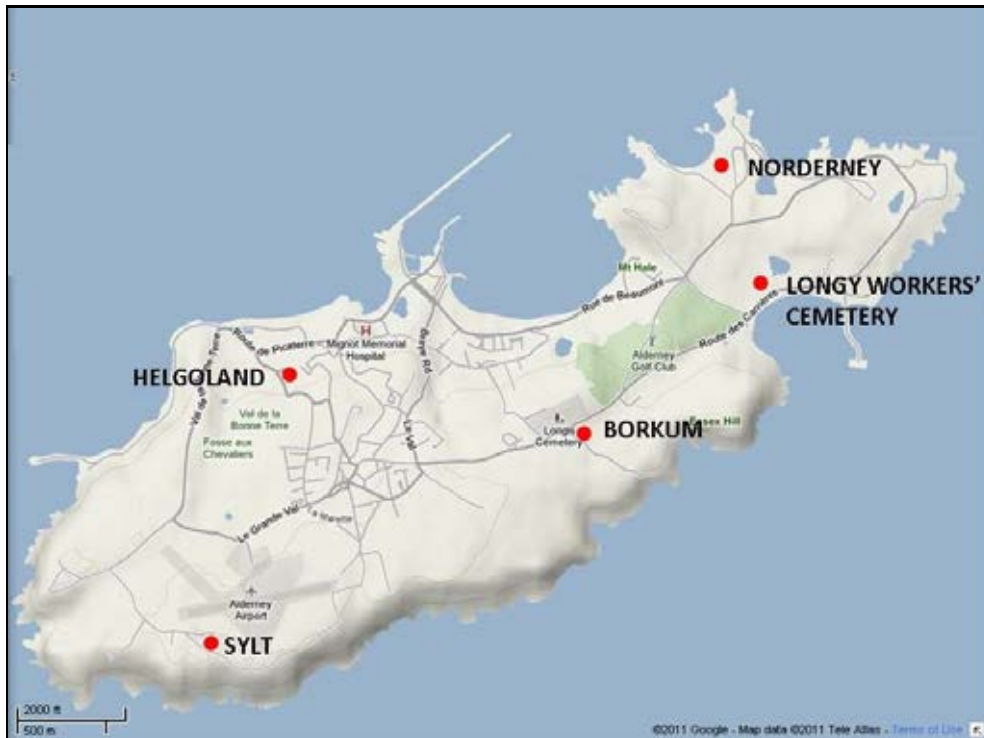 NORDERNEY
Mt Hale
LONGY WORKERS'
CEMETERY
Rue de Beaumont
Route des Carrières
Alderney
Golf Club
H
Mignot Memorial
Hospital
Route de Picaterre
Braye Rd
HELGOLAND
Val de la
Bonne Terre
Fosse aux
Chevaliers
Le Val
Longis
Cemetery
BORKUM
Essex Hill
Le Grande Val
La Marette
Alderney
Airport
SYLT
2000 ft
500 m
©2011 Google - Map data ©2011 Tele Atlas - Terms of Use